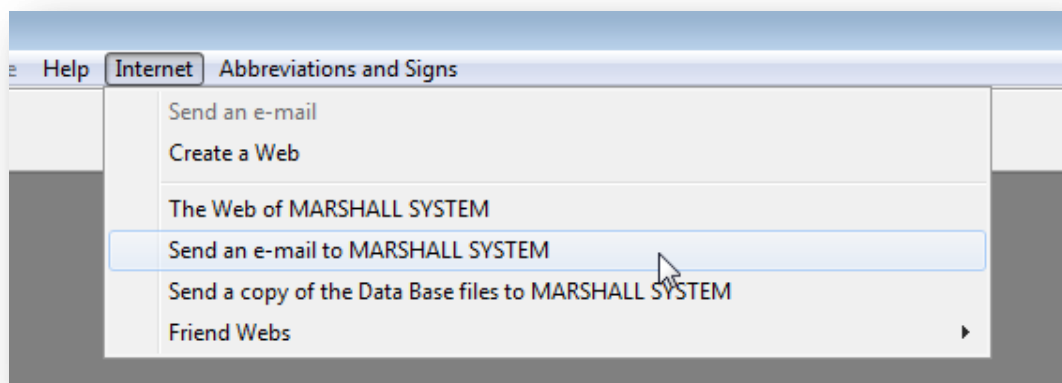 Help Internet Abbreviations and Signs
Send an e-mail
Create a Web
The Web of MARSHALL SYSTEM
Send an e-mail to MARSHALL SYSTEM
Send a copy of the Data Base files to MARSHALL SYSTEM
Friend Webs